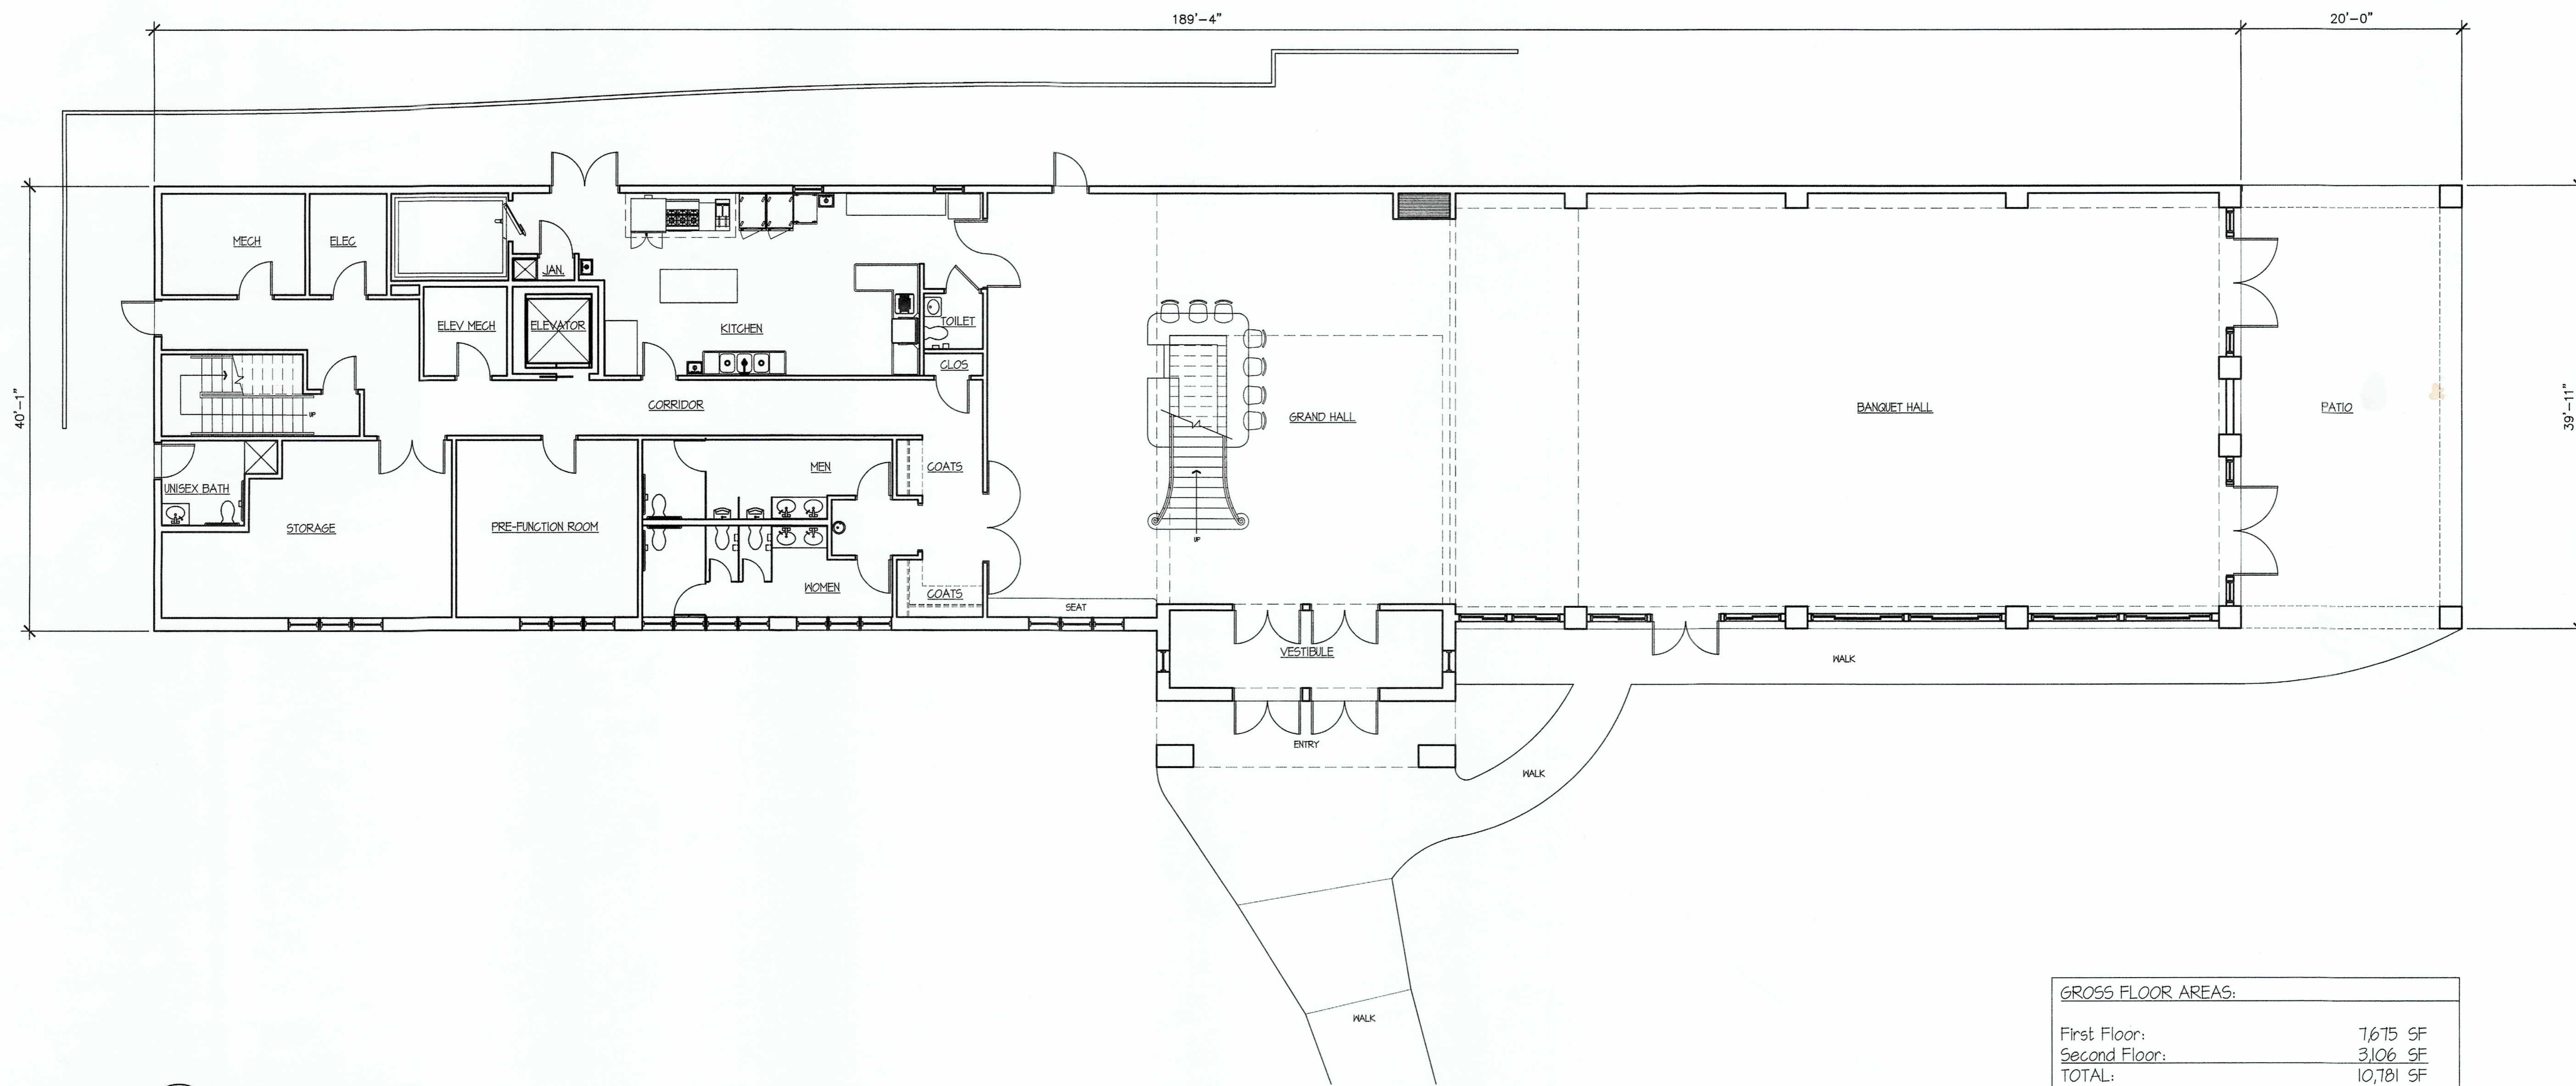 189'-4"
20'-0"
MECH
ELEC
JAN.
ELEV MECH
ELEVATOR
KITCHEN
TOILET
CLOS
40'-1"
39'-11"
UP
CORRIDOR
GRAND HALL
BANQUET HALL
PATIO
MEN
COATS
UNISEX BATH
STORAGE
PRE-FUNCTION ROOM
UP
WOMEN
COATS
SEAT
VESTIBULE
WALK
ENTRY
WALK
WALK
GROSS FLOOR AREAS:
First Floor: 7,675 SF
Second Floor: 3,106 SF
TOTAL: 10,781 SF